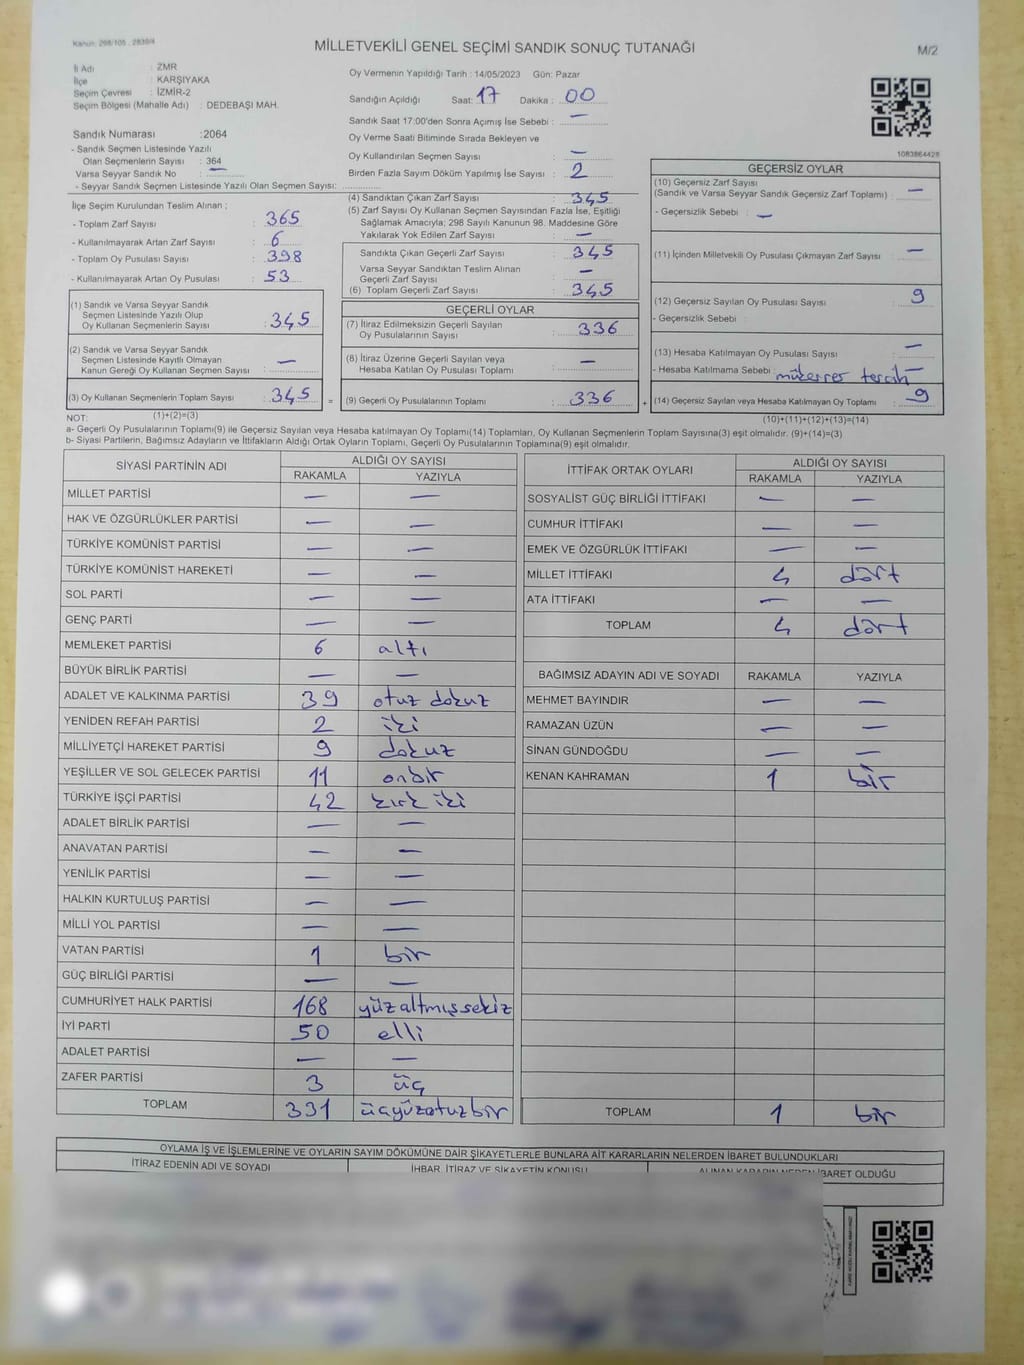 Kanun: 298/105 , 2839/4
MİLLETVEKİLİ GENEL SEÇİMİ SANDIK SONUÇ TUTANAĞI
M/2
İl Adı : ZMR
İlçe : KARŞIYAKA
Seçim Çevresi : İZMİR-2
Seçim Bölgesi (Mahalle Adı) : DEDEBAŞI MAH.
Sandık Numarası :2064
- Sandık Seçmen Listesinde Yazılı
Olan Seçmenlerin Sayısı : 364
Varsa Seyyar Sandık No : —
- Seyyar Sandık Seçmen Listesinde Yazılı Olan Seçmen Sayısı:
İlçe Seçim Kurulundan Teslim Alınan ;
- Toplam Zarf Sayısı : 365
- Kullanılmayarak Artan Zarf Sayısı : 6
- Toplam Oy Pusulası Sayısı : 398
- Kullanılmayarak Artan Oy Pusulası : 53
Oy Vermenin Yapıldığı Tarih : 14/05/2023 Gün: Pazar
Sandığın Açıldığı Saat: 17 Dakika : 00
Sandık Saat 17:00'den Sonra Açımış İse Sebebi : —
Oy Verme Saati Bitiminde Sırada Bekleyen ve
Oy Kullandırılan Seçmen Sayısı : —
Birden Fazla Sayım Döküm Yapılmış İse Sayısı : 2
(4) Sandıktan Çıkan Zarf Sayısı : 345
(5) Zarf Sayısı Oy Kullanan Seçmen Sayısından Fazla İse, Eşitliği
Sağlamak Amacıyla; 298 Sayılı Kanunun 98. Maddesine Göre
Yakılarak Yok Edilen Zarf Sayısı : —
Sandıkta Çıkan Geçerli Zarf Sayısı : 345
Varsa Seyyar Sandıktan Teslim Alınan
Geçerli Zarf Sayısı : —
(6) Toplam Geçerli Zarf Sayısı : 345
1083864428
GEÇERSİZ OYLAR
(10) Geçersiz Zarf Sayısı
(Sandık ve Varsa Seyyar Sandık Geçersiz Zarf Toplamı) : —
- Geçersizlik Sebebi : —
(11) İçinden Milletvekili Oy Pusulası Çıkmayan Zarf Sayısı : —
(12) Geçersiz Sayılan Oy Pusulası Sayısı : 9
- Geçersizlik Sebebi :
(13) Hesaba Katılmayan Oy Pusulası Sayısı : —
- Hesaba Katılmama Sebebi : mükerrer tercih —
(14) Geçersiz Sayılan veya Hesaba Katılmayan Oy Toplamı : 9
(1) Sandık ve Varsa Seyyar Sandık
Seçmen Listesinde Yazılı Olup
Oy Kullanan Seçmenlerin Sayısı : 345
(2) Sandık ve Varsa Seyyar Sandık
Seçmen Listesinde Kayıtlı Olmayan
Kanun Gereği Oy Kullanan Seçmen Sayısı : —
(3) Oy Kullanan Seçmenlerin Toplam Sayısı : 345 =
GEÇERLİ OYLAR
(7) İtiraz Edilmeksizin Geçerli Sayılan
Oy Pusulalarının Sayısı : 336
(8) İtiraz Üzerine Geçerli Sayılan veya
Hesaba Katılan Oy Pusulası Toplamı : —
(9) Geçerli Oy Pusulalarının Toplamı : 336 +
NOT: (1)+(2)=(3) (10)+(11)+(12)+(13)=(14)
a- Geçerli Oy Pusulalarının Toplamı(9) ile Geçersiz Sayılan veya Hesaba katılmayan Oy Toplamı(14) Toplamları, Oy Kullanan Seçmenlerin Toplam Sayısına(3) eşit olmalıdır. (9)+(14)=(3)
b- Siyasi Partilerin, Bağımsız Adayların ve İttifakların Aldığı Ortak Oyların Toplamı, Geçerli Oy Pusulalarının Toplamına(9) eşit olmalıdır.
SİYASİ PARTİNİN ADI ALDIĞI OY SAYISI
RAKAMLA YAZIYLA
MİLLET PARTİSİ — —
HAK VE ÖZGÜRLÜKLER PARTİSİ — —
TÜRKİYE KOMÜNİST PARTİSİ — —
TÜRKİYE KOMÜNİST HAREKETİ — —
SOL PARTİ — —
GENÇ PARTİ — —
MEMLEKET PARTİSİ 6 altı
BÜYÜK BİRLİK PARTİSİ — —
ADALET VE KALKINMA PARTİSİ 39 otuz dokuz
YENİDEN REFAH PARTİSİ 2 iki
MİLLİYETÇİ HAREKET PARTİSİ 9 dokuz
YEŞİLLER VE SOL GELECEK PARTİSİ 11 onbir
TÜRKİYE İŞÇİ PARTİSİ 42 kırk iki
ADALET BİRLİK PARTİSİ — —
ANAVATAN PARTİSİ — —
YENİLİK PARTİSİ — —
HALKIN KURTULUŞ PARTİSİ — —
MİLLİ YOL PARTİSİ — —
VATAN PARTİSİ 1 bir
GÜÇ BİRLİĞİ PARTİSİ — —
CUMHURİYET HALK PARTİSİ 168 yüzaltmışsekiz
İYİ PARTİ 50 elli
ADALET PARTİSİ — —
ZAFER PARTİSİ 3 üç
TOPLAM 331 üçyüzotuzbir
İTTİFAK ORTAK OYLARI ALDIĞI OY SAYISI
RAKAMLA YAZIYLA
SOSYALİST GÜÇ BİRLİĞİ İTTİFAKI — —
CUMHUR İTTİFAKI — —
EMEK VE ÖZGÜRLÜK İTTİFAKI — —
MİLLET İTTİFAKI 4 dört
ATA İTTİFAKI — —
TOPLAM 4 dört
BAĞIMSIZ ADAYIN ADI VE SOYADI RAKAMLA YAZIYLA
MEHMET BAYINDIR — —
RAMAZAN ÜZÜN — —
SİNAN GÜNDOĞDU — —
KENAN KAHRAMAN 1 bir
TOPLAM 1 bir
OYLAMA İŞ VE İŞLEMLERİNE VE OYLARIN SAYIM DÖKÜMÜNE DAİR ŞİKAYETLERLE BUNLARA AİT KARARLARIN NELERDEN İBARET BULUNDUKLARI
İTİRAZ EDENİN ADI VE SOYADI İHBAR, İTİRAZ VE ŞİKAYETİN KONUSU ALINAN KARARIN NEDEN İBARET OLDUĞU